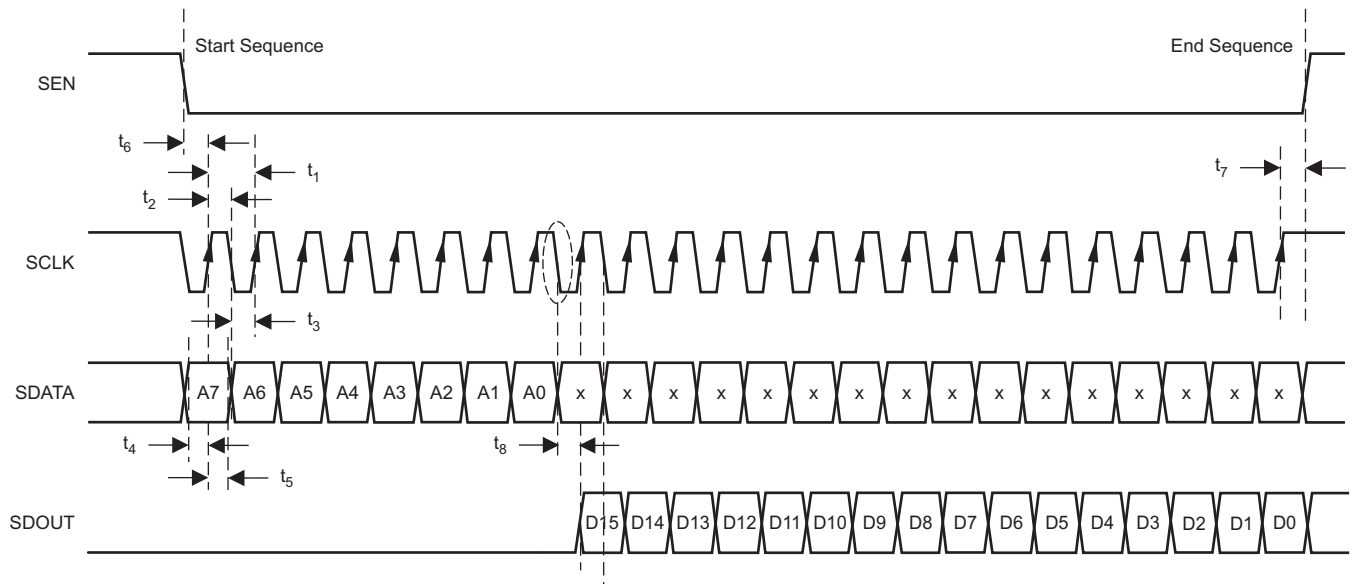 Start Sequence
End Sequence
SEN
t6
t1
t7
t2
SCLK
t3
SDATA
A7 A6 A5 A4 A3 A2 A1 A0 x x x x x x x x x x x x x x x x
t4
t8
t5
SDOUT
D15 D14 D13 D12 D11 D10 D9 D8 D7 D6 D5 D4 D3 D2 D1 D0